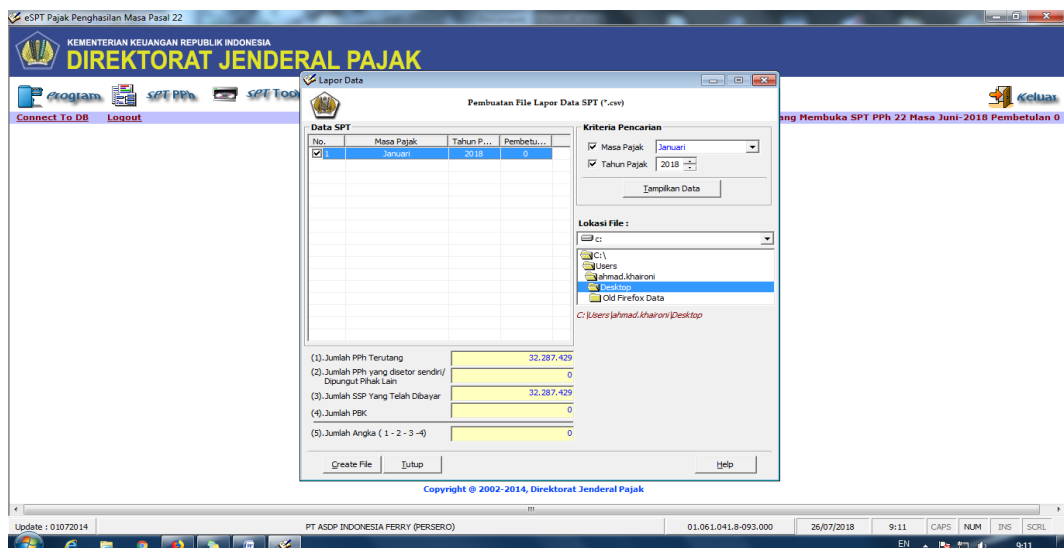 eSPT Pajak Penghasilan Masa Pasal 22
KEMENTERIAN KEUANGAN REPUBLIK INDONESIA
DIREKTORAT JENDERAL PAJAK
Program SPT PPh SPT Tool Keluar
Connect To DB Logout
ang Membuka SPT PPh 22 Masa Juni-2018 Pembetulan 0
Lapor Data
Pembuatan File Lapor Data SPT (*.csv)
Data SPT
No. Masa Pajak Tahun P... Pembetu...
1 Januari 2018 0
Kriteria Pencarian
Masa Pajak Januari
Tahun Pajak 2018
Tampilkan Data
Lokasi File :
c:
C:\
Users
ahmad.khaironi
Desktop
Old Firefox Data
C:\Users\ahmad.khaironi\Desktop
(1).Jumlah PPh Terutang 32.287.429
(2).Jumlah PPh yang disetor sendiri/ 0
Dipungut Pihak Lain
(3).Jumlah SSP Yang Telah Dibayar 32.287.429
(4).Jumlah PBK 0
(5).Jumlah Angka ( 1 - 2 - 3 -4) 0
Create File Tutup Help
Copyright @ 2002-2014, Direktorat Jenderal Pajak
Update : 01072014 PT ASDP INDONESIA FERRY (PERSERO) 01.061.041.8-093.000 26/07/2018 9:11 CAPS NUM INS SCRL
EN 9:11